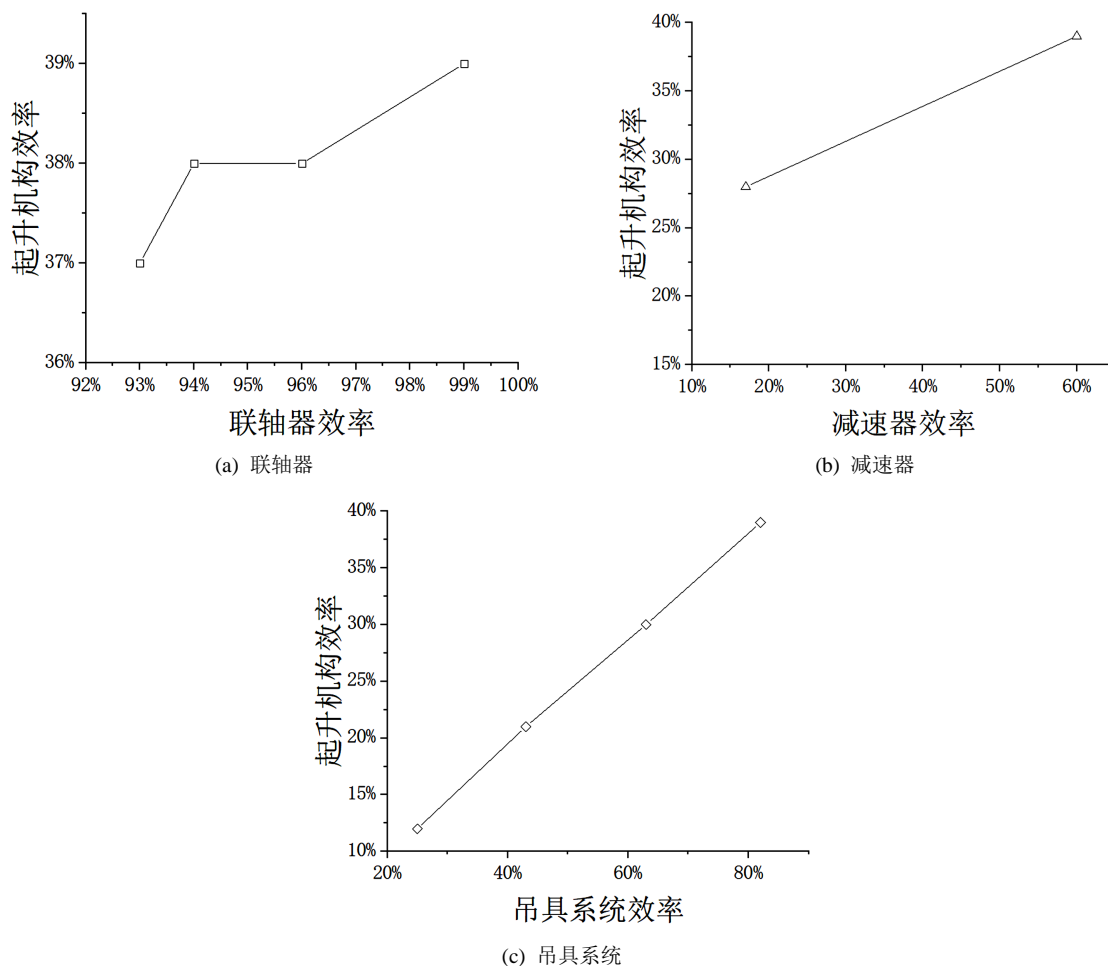 39%
38%
37%
36%
起升机构效率
92% 93% 94% 95% 96% 97% 98% 99% 100%
联轴器效率
(a) 联轴器
40%
35%
30%
25%
20%
15%
起升机构效率
10% 20% 30% 40% 50% 60%
减速器效率
(b) 减速器
40%
35%
30%
25%
20%
15%
10%
起升机构效率
20% 40% 60% 80%
吊具系统效率
(c) 吊具系统